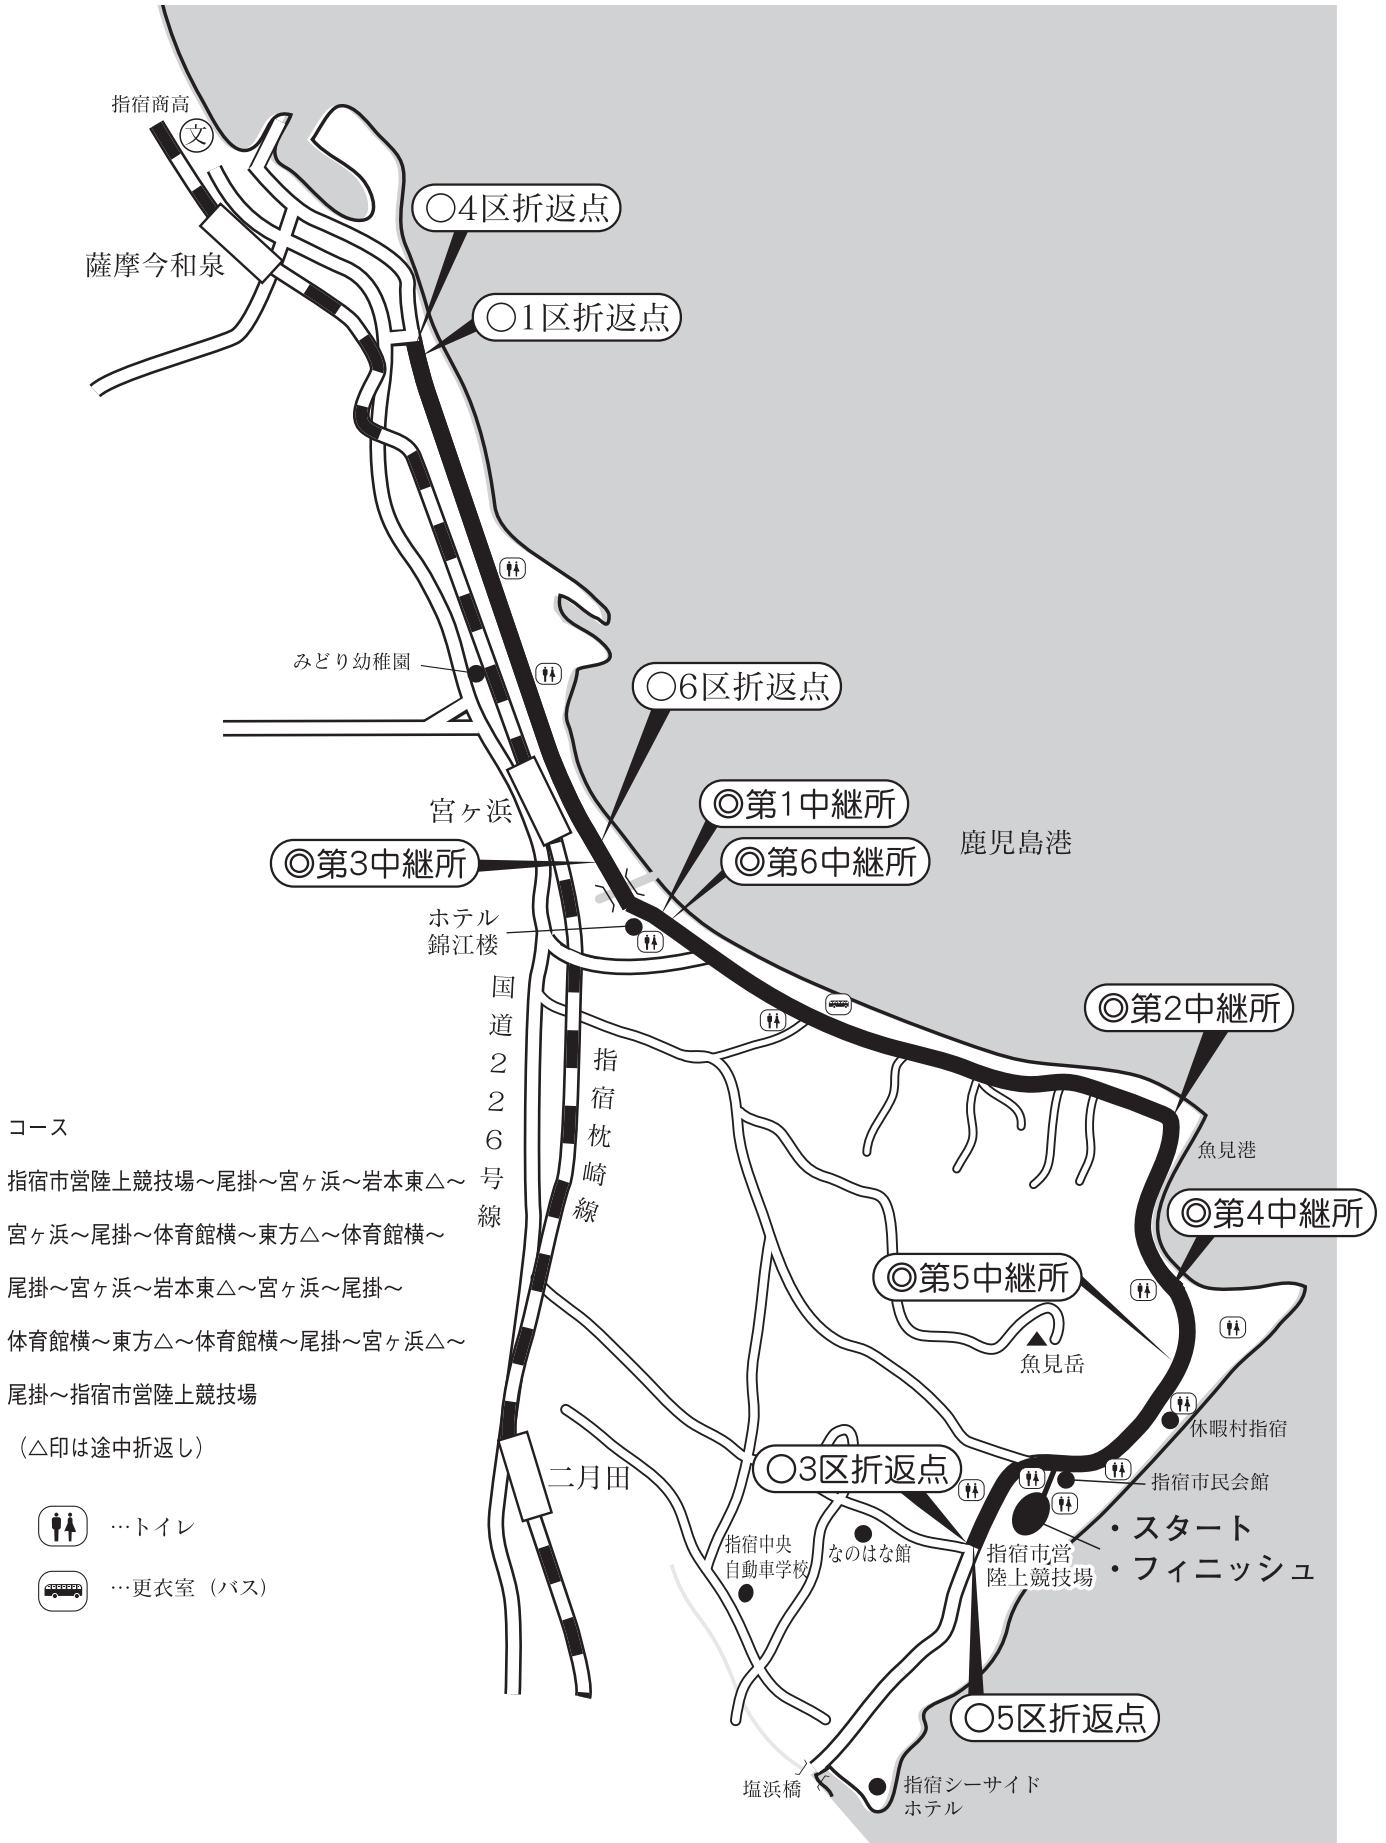 指宿商高
文
○4区折返点
薩摩今和泉
○1区折返点
みどり幼稚園
○6区折返点
◎第1中継所
宮ヶ浜
鹿児島港
◎第3中継所
◎第6中継所
ホテル
錦江楼
国道226号線
◎第2中継所
指宿枕崎線
コース
指宿市営陸上競技場～尾掛～宮ヶ浜～岩本東△～
宮ヶ浜～尾掛～体育館横～東方△～体育館横～
尾掛～宮ヶ浜～岩本東△～宮ヶ浜～尾掛～
体育館横～東方△～体育館横～尾掛～宮ヶ浜△～
尾掛～指宿市営陸上競技場
（△印は途中折返し）
魚見港
◎第4中継所
◎第5中継所
魚見岳
休暇村指宿
○3区折返点
二月田
指宿市民会館
…トイレ
・スタート
・フィニッシュ
指宿中央
自動車学校
なのはな館
指宿市営
陸上競技場
…更衣室（バス）
○5区折返点
塩浜橋
指宿シーサイド
ホテル